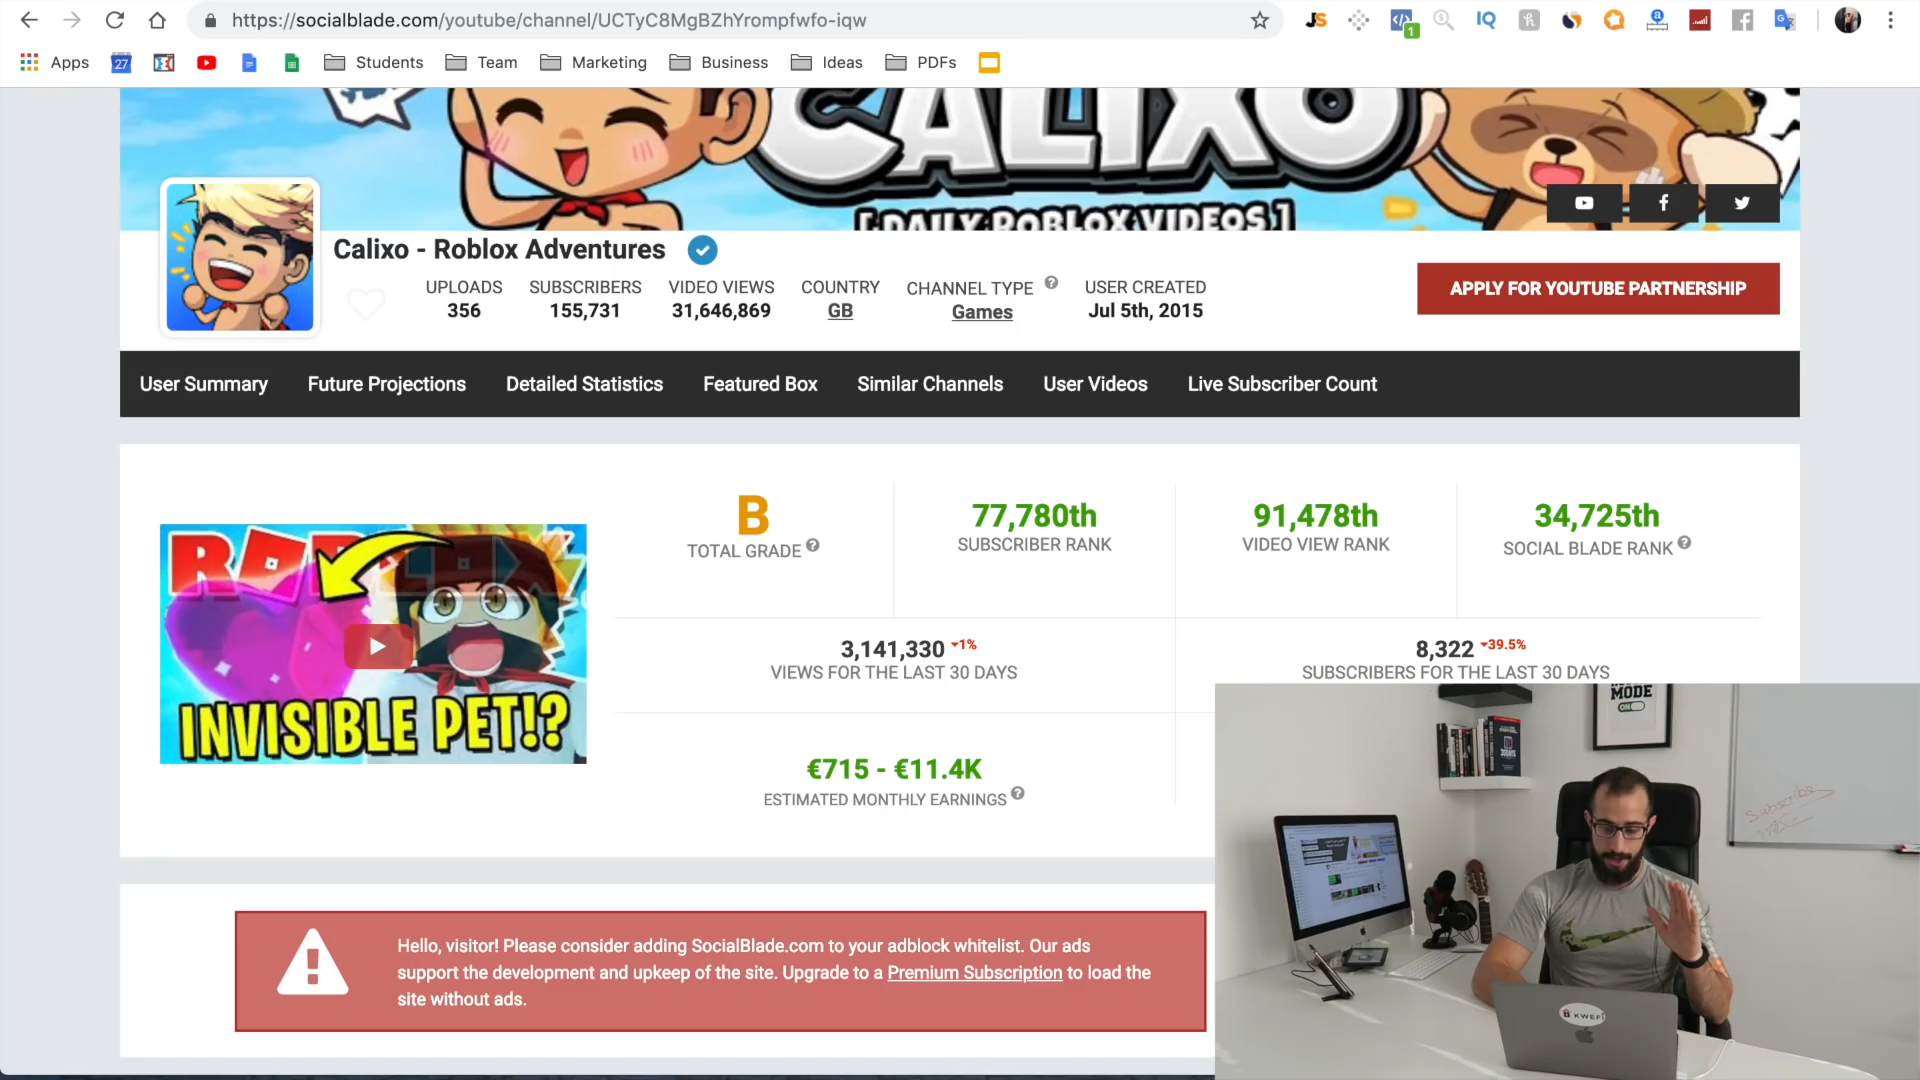 https://socialblade.com/youtube/channel/UCTyC8MgBZhYrompfwfo-iqw
JS
1
IQ
Apps
27
Students
Team
Marketing
Business
Ideas
PDFs
CALIXO
[DAILY ROBLOX VIDEOS]
Calixo - Roblox Adventures
UPLOADS
356
SUBSCRIBERS
155,731
VIDEO VIEWS
31,646,869
COUNTRY
GB
CHANNEL TYPE
Games
USER CREATED
Jul 5th, 2015
APPLY FOR YOUTUBE PARTNERSHIP
User Summary
Future Projections
Detailed Statistics
Featured Box
Similar Channels
User Videos
Live Subscriber Count
ROBLOX
INVISIBLE PET!?
B
TOTAL GRADE
77,780th
SUBSCRIBER RANK
91,478th
VIDEO VIEW RANK
34,725th
SOCIAL BLADE RANK
3,141,330 -1%
VIEWS FOR THE LAST 30 DAYS
8,322 -39.5%
SUBSCRIBERS FOR THE LAST 30 DAYS
€715 - €11.4K
ESTIMATED MONTHLY EARNINGS
Hello, visitor! Please consider adding SocialBlade.com to your adblock whitelist. Our ads
support the development and upkeep of the site. Upgrade to a Premium Subscription to load the
site without ads.
MODE
ON
Subscribe